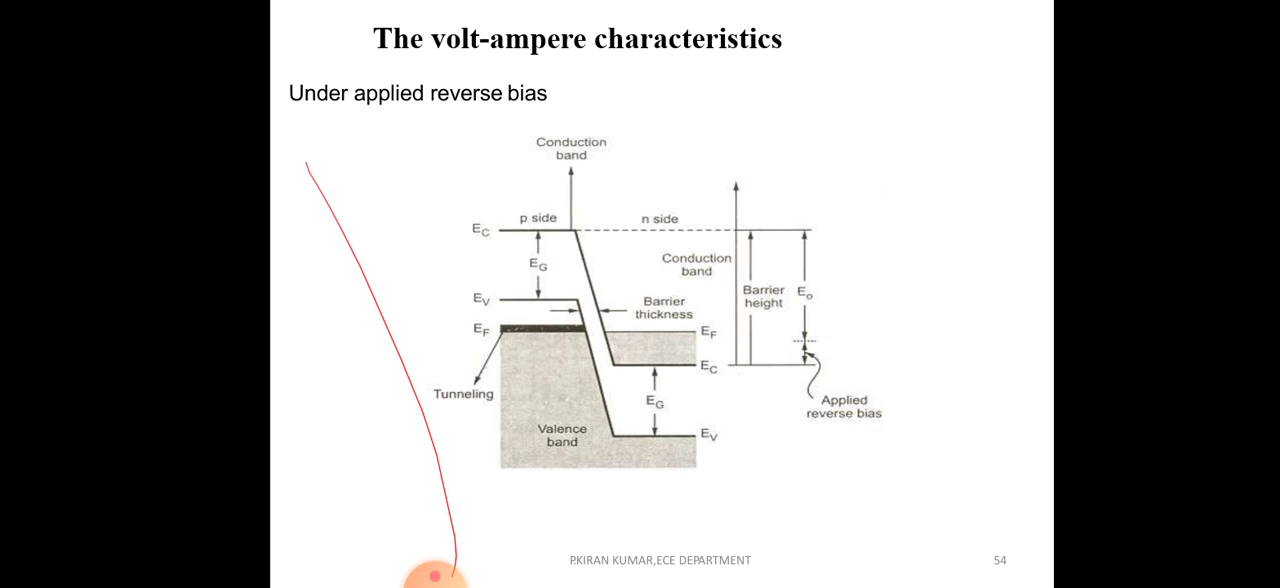 The volt-ampere characteristics
Under applied reverse bias
Conduction
band
p side
n side
E_C
E_G
Conduction
band
E_V
Barrier
thickness
Barrier
height
E_o
E_F
E_F
E_C
Tunneling
E_G
Applied
reverse bias
Valence
band
E_V
P.KIRAN KUMAR,ECE DEPARTMENT
54